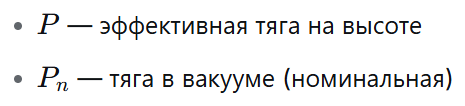 • P — эффективная тяга на высоте
• Pₙ — тяга в вакууме (номинальная)